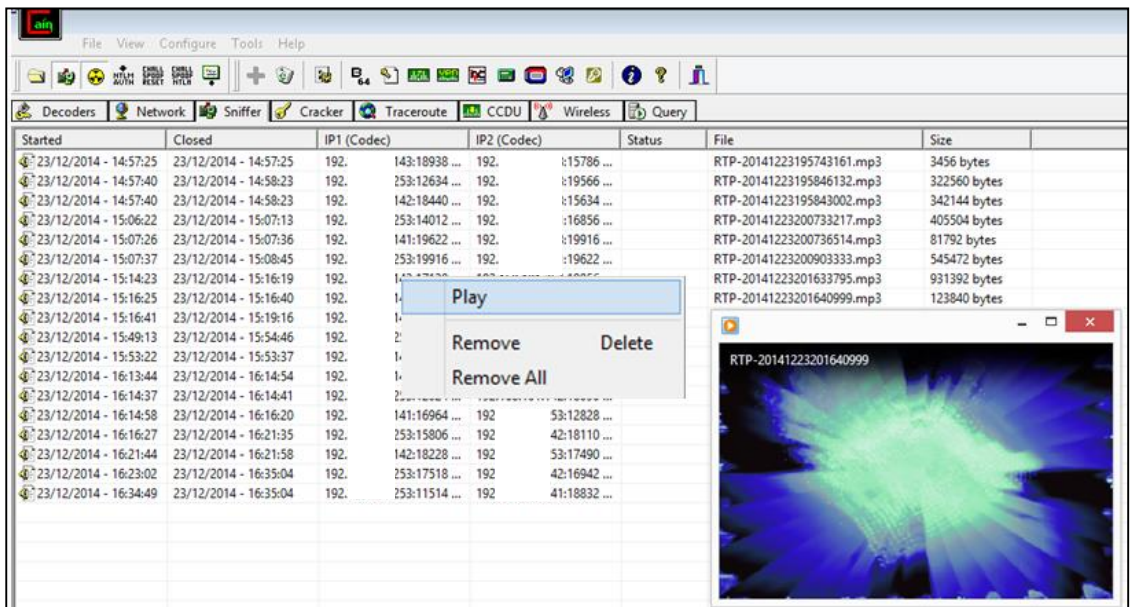 ain
File View Configure Tools Help
NTLM AUTH CHALL SPOOF RESET CHALL SPOOF NTLM B64
Decoders Network Sniffer Cracker Traceroute CCDU Wireless Query
Started Closed IP1 (Codec) IP2 (Codec) Status File Size
23/12/2014 - 14:57:25 23/12/2014 - 14:57:25 192. 143:18938 ... 192. :15786 ... RTP-20141223195743161.mp3 3456 bytes
23/12/2014 - 14:57:40 23/12/2014 - 14:58:23 192. 253:12634 ... 192. :19566 ... RTP-20141223195846132.mp3 322560 bytes
23/12/2014 - 14:57:40 23/12/2014 - 14:58:23 192. 142:18440 ... 192. :15634 ... RTP-20141223195843002.mp3 342144 bytes
23/12/2014 - 15:06:22 23/12/2014 - 15:07:13 192. 253:14012 ... 192. :16856 ... RTP-20141223200733217.mp3 405504 bytes
23/12/2014 - 15:07:26 23/12/2014 - 15:07:36 192. 141:19622 ... 192. :19916 ... RTP-20141223200736514.mp3 81792 bytes
23/12/2014 - 15:07:37 23/12/2014 - 15:08:45 192. 253:19916 ... 192. :19622 ... RTP-20141223200903333.mp3 545472 bytes
23/12/2014 - 15:14:23 23/12/2014 - 15:16:19 192. RTP-20141223201633795.mp3 931392 bytes
23/12/2014 - 15:16:25 23/12/2014 - 15:16:40 192. Play RTP-20141223201640999.mp3 123840 bytes
23/12/2014 - 15:16:41 23/12/2014 - 15:19:16 192.
23/12/2014 - 15:49:13 23/12/2014 - 15:54:46 192. Remove Delete
23/12/2014 - 15:53:22 23/12/2014 - 15:53:37 192. RTP-20141223201640999
23/12/2014 - 16:13:44 23/12/2014 - 16:14:54 192. Remove All
23/12/2014 - 16:14:37 23/12/2014 - 16:14:41 192.
23/12/2014 - 16:14:58 23/12/2014 - 16:16:20 192. 141:16964 ... 192 53:12828 ...
23/12/2014 - 16:16:27 23/12/2014 - 16:21:35 192. 253:15806 ... 192 42:18110 ...
23/12/2014 - 16:21:44 23/12/2014 - 16:21:58 192. 142:18228 ... 192 53:17490 ...
23/12/2014 - 16:23:02 23/12/2014 - 16:35:04 192. 253:17518 ... 192 42:16942 ...
23/12/2014 - 16:34:49 23/12/2014 - 16:35:04 192. 253:11514 ... 192 41:18832 ...